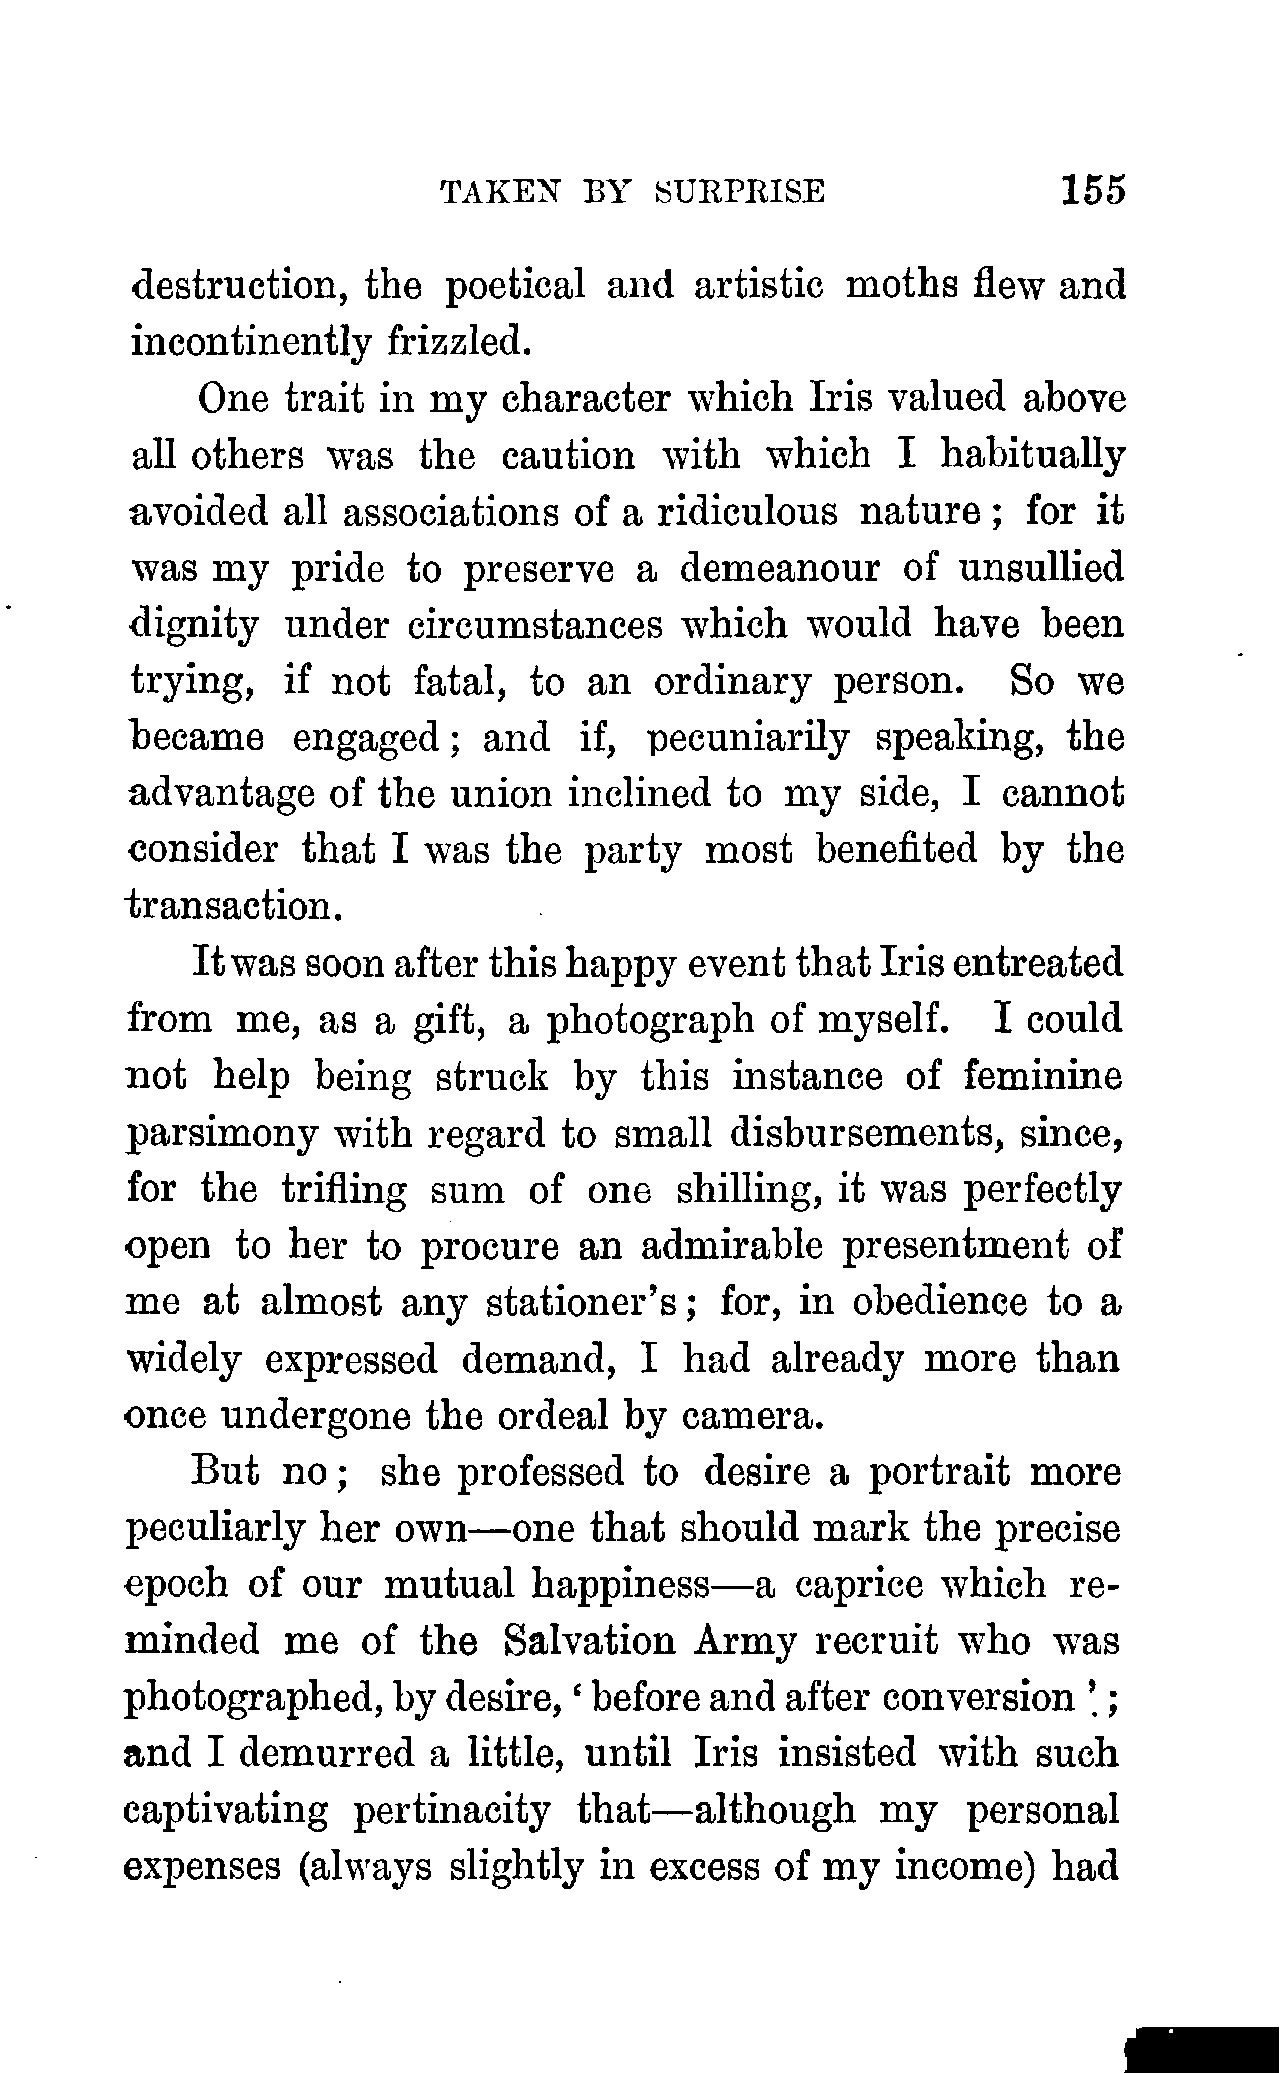 TAKEN BY SURPRISE 155
destruction, the poetical and artistic moths flew and
incontinently frizzled.
One trait in my character which Iris valued above
all others was the caution with which I habitually
avoided all associations of a ridiculous nature; for it
was my pride to preserve a demeanour of unsullied
dignity under circumstances which would have been
trying, if not fatal, to an ordinary person. So we
became engaged; and if, pecuniarily speaking, the
advantage of the union inclined to my side, I cannot
consider that I was the party most benefited by the
transaction.
It was soon after this happy event that Iris entreated
from me, as a gift, a photograph of myself. I could
not help being struck by this instance of feminine
parsimony with regard to small disbursements, since,
for the trifling sum of one shilling, it was perfectly
open to her to procure an admirable presentment of
me at almost any stationer's; for, in obedience to a
widely expressed demand, I had already more than
once undergone the ordeal by camera.
But no; she professed to desire a portrait more
peculiarly her own—one that should mark the precise
epoch of our mutual happiness—a caprice which re-
minded me of the Salvation Army recruit who was
photographed, by desire, ‘before and after conversion’;
and I demurred a little, until Iris insisted with such
captivating pertinacity that—although my personal
expenses (always slightly in excess of my income) had